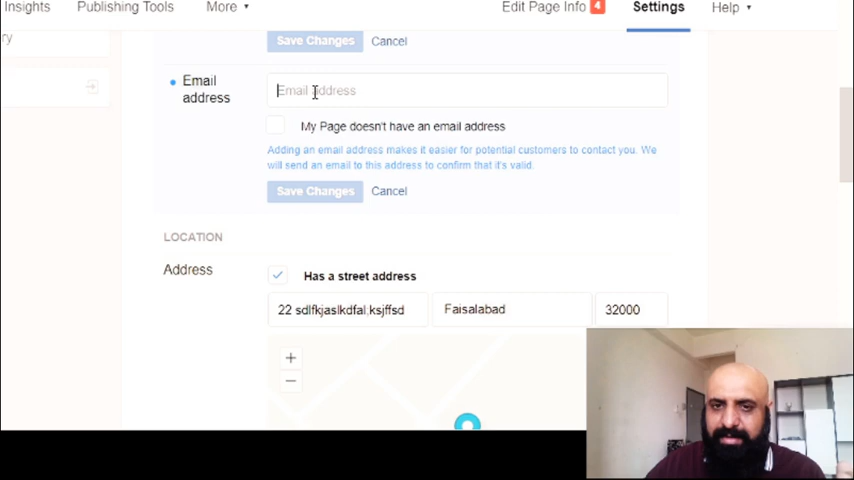 Insights Publishing Tools More Edit Page Info 4 Settings Help
ry
Save Changes Cancel
Email address
Email address
My Page doesn't have an email address
Adding an email address makes it easier for potential customers to contact you. We
will send an email to this address to confirm that it's valid.
Save Changes Cancel
LOCATION
Address
Has a street address
22 sdlfkjaslkdfal;ksjffsd Faisalabad 32000